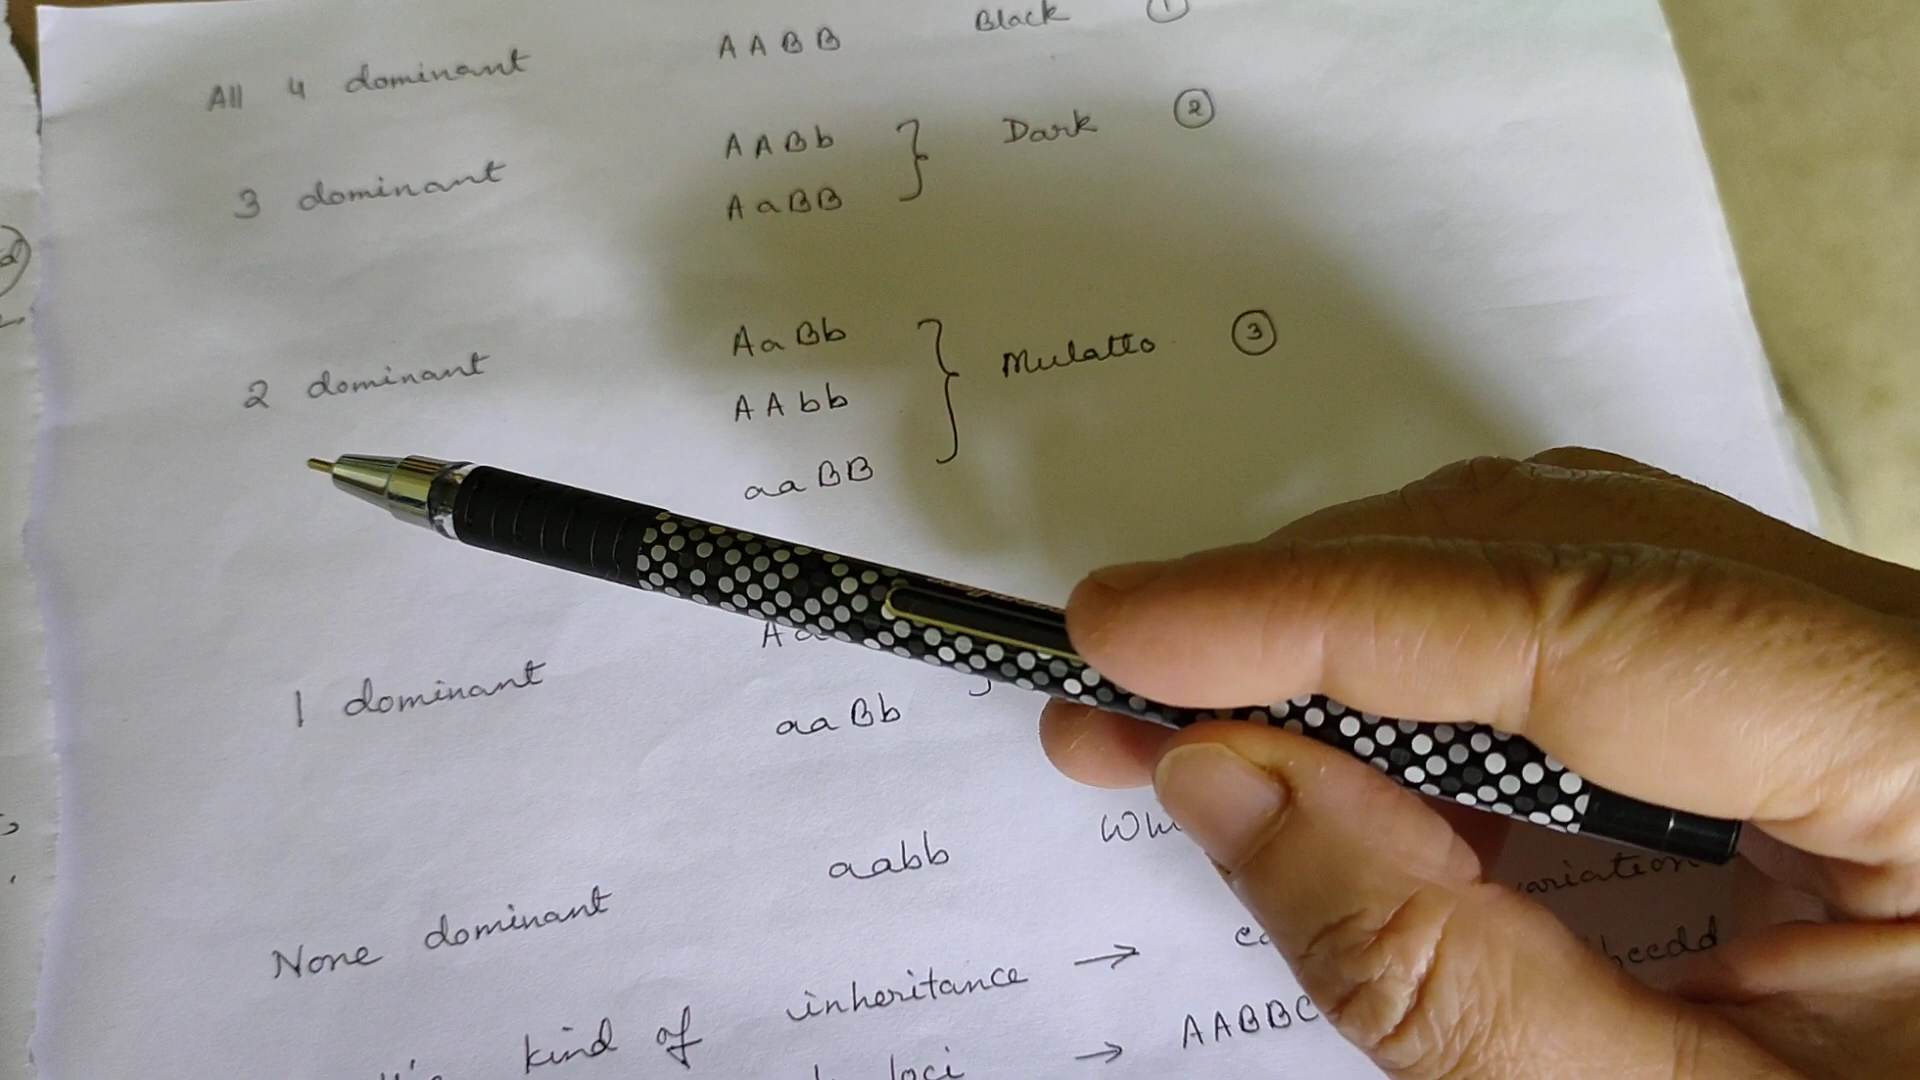 All 4 dominant AABB Black 1
3 dominant AABb Dark 2
AaBB
2 dominant AaBb Mulatto 3
AAbb
aaBB
1 dominant
aaBb
None dominant aabb
kind of inheritance →
loci → AABBC